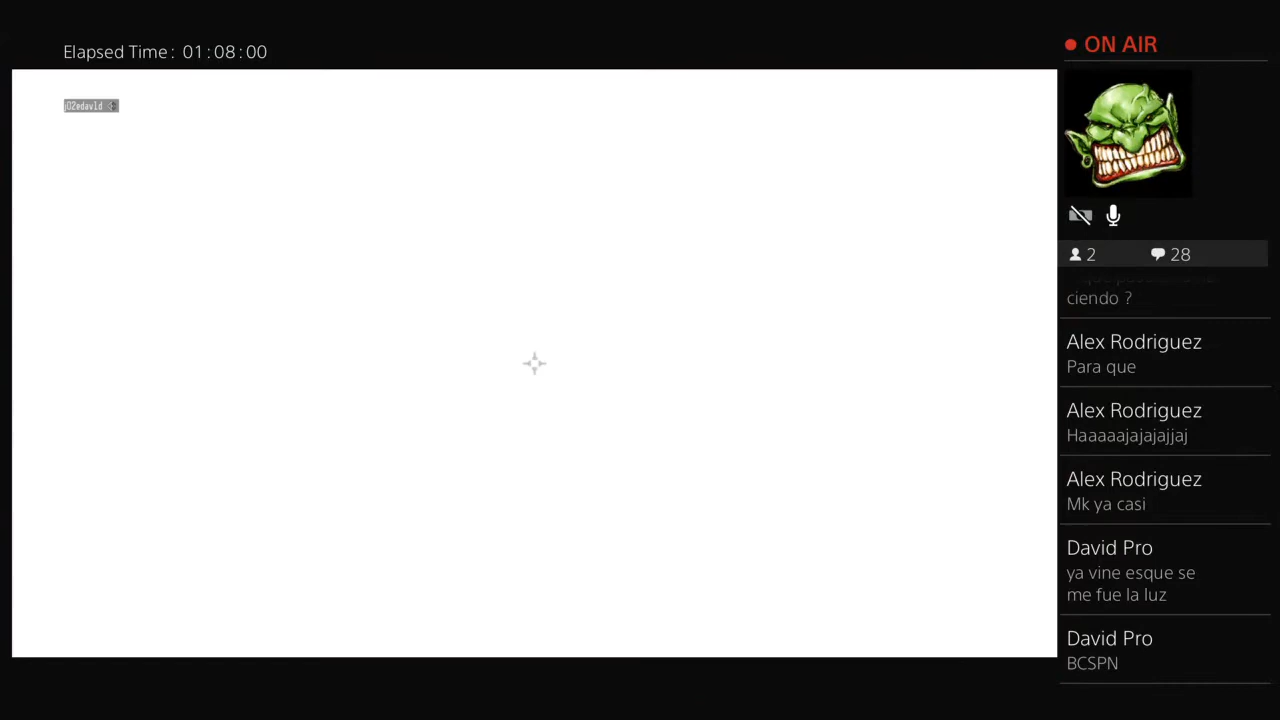 Elapsed Time: 01:08:00
ON AIR
j02edav1d
2
28
ciendo ?
Alex Rodriguez
Para que
Alex Rodriguez
Haaaaajajajajjaj
Alex Rodriguez
Mk ya casi
David Pro
ya vine esque se
me fue la luz
David Pro
BCSPN